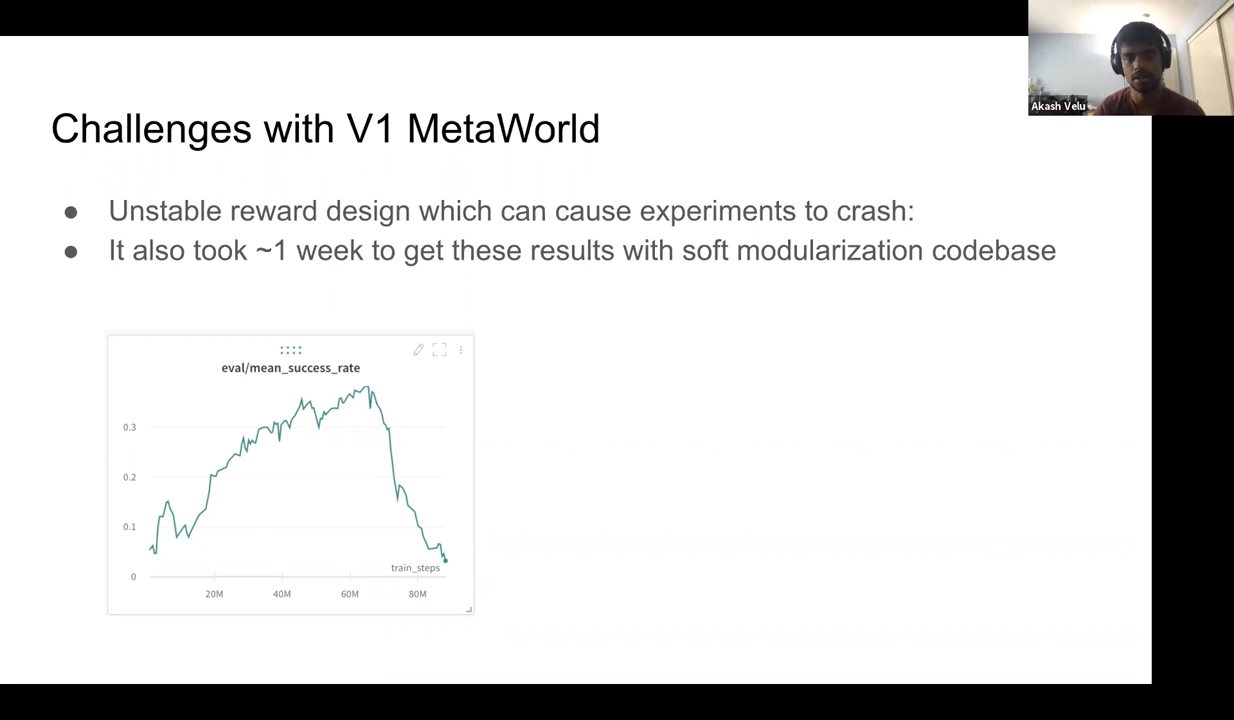 Akash Velu
Challenges with V1 MetaWorld
● Unstable reward design which can cause experiments to crash:
● It also took ~1 week to get these results with soft modularization codebase
eval/mean_success_rate
0.3
0.2
0.1
0
train_steps
20M 40M 60M 80M